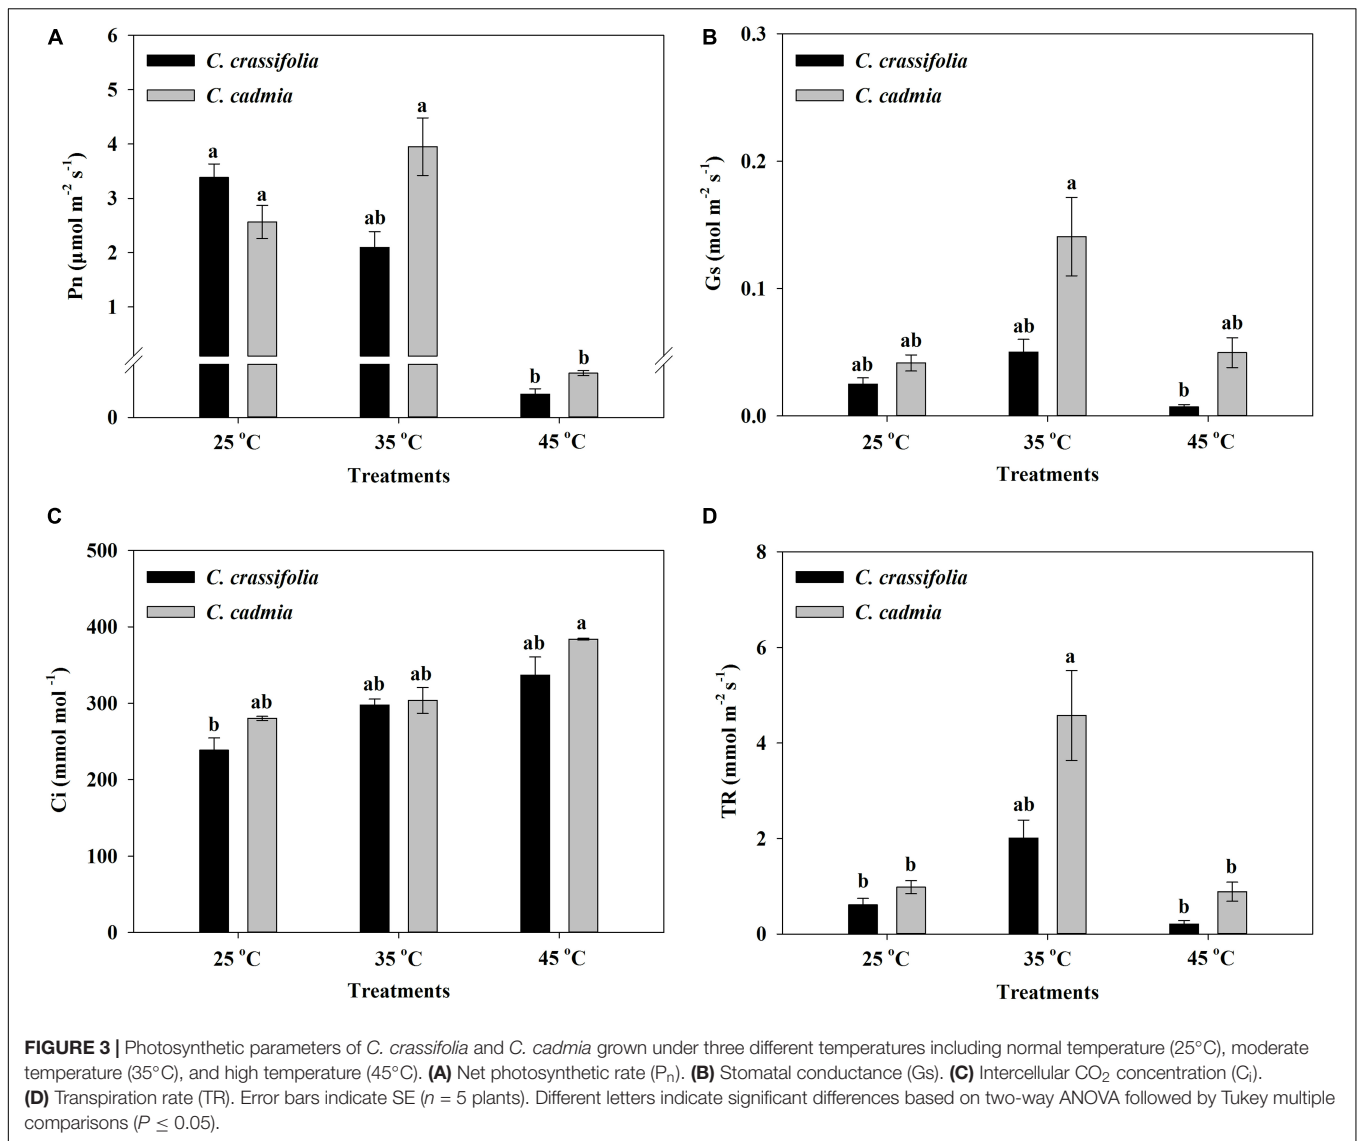 A
6
5
4
3
2
1
0
Pn (µmol m⁻² s⁻¹)
C. crassifolia
C. cadmia
a
a
ab
a
b
b
25 °C
35 °C
45 °C
Treatments
B
0.3
0.2
0.1
0.0
Gs (mol m⁻² s⁻¹)
C. crassifolia
C. cadmia
ab
ab
ab
a
b
ab
25 °C
35 °C
45 °C
Treatments
C
500
400
300
200
100
0
Ci (mmol mol⁻¹)
C. crassifolia
C. cadmia
b
ab
ab
ab
ab
a
25 °C
35 °C
45 °C
Treatments
D
8
6
4
2
0
TR (mmol m⁻² s⁻¹)
C. crassifolia
C. cadmia
b
b
ab
a
b
b
25 °C
35 °C
45 °C
Treatments
FIGURE 3 | Photosynthetic parameters of C. crassifolia and C. cadmia grown under three different temperatures including normal temperature (25°C), moderate
temperature (35°C), and high temperature (45°C). (A) Net photosynthetic rate (Pₙ). (B) Stomatal conductance (Gs). (C) Intercellular CO₂ concentration (Cᵢ).
(D) Transpiration rate (TR). Error bars indicate SE (n = 5 plants). Different letters indicate significant differences based on two-way ANOVA followed by Tukey multiple
comparisons (P ≤ 0.05).